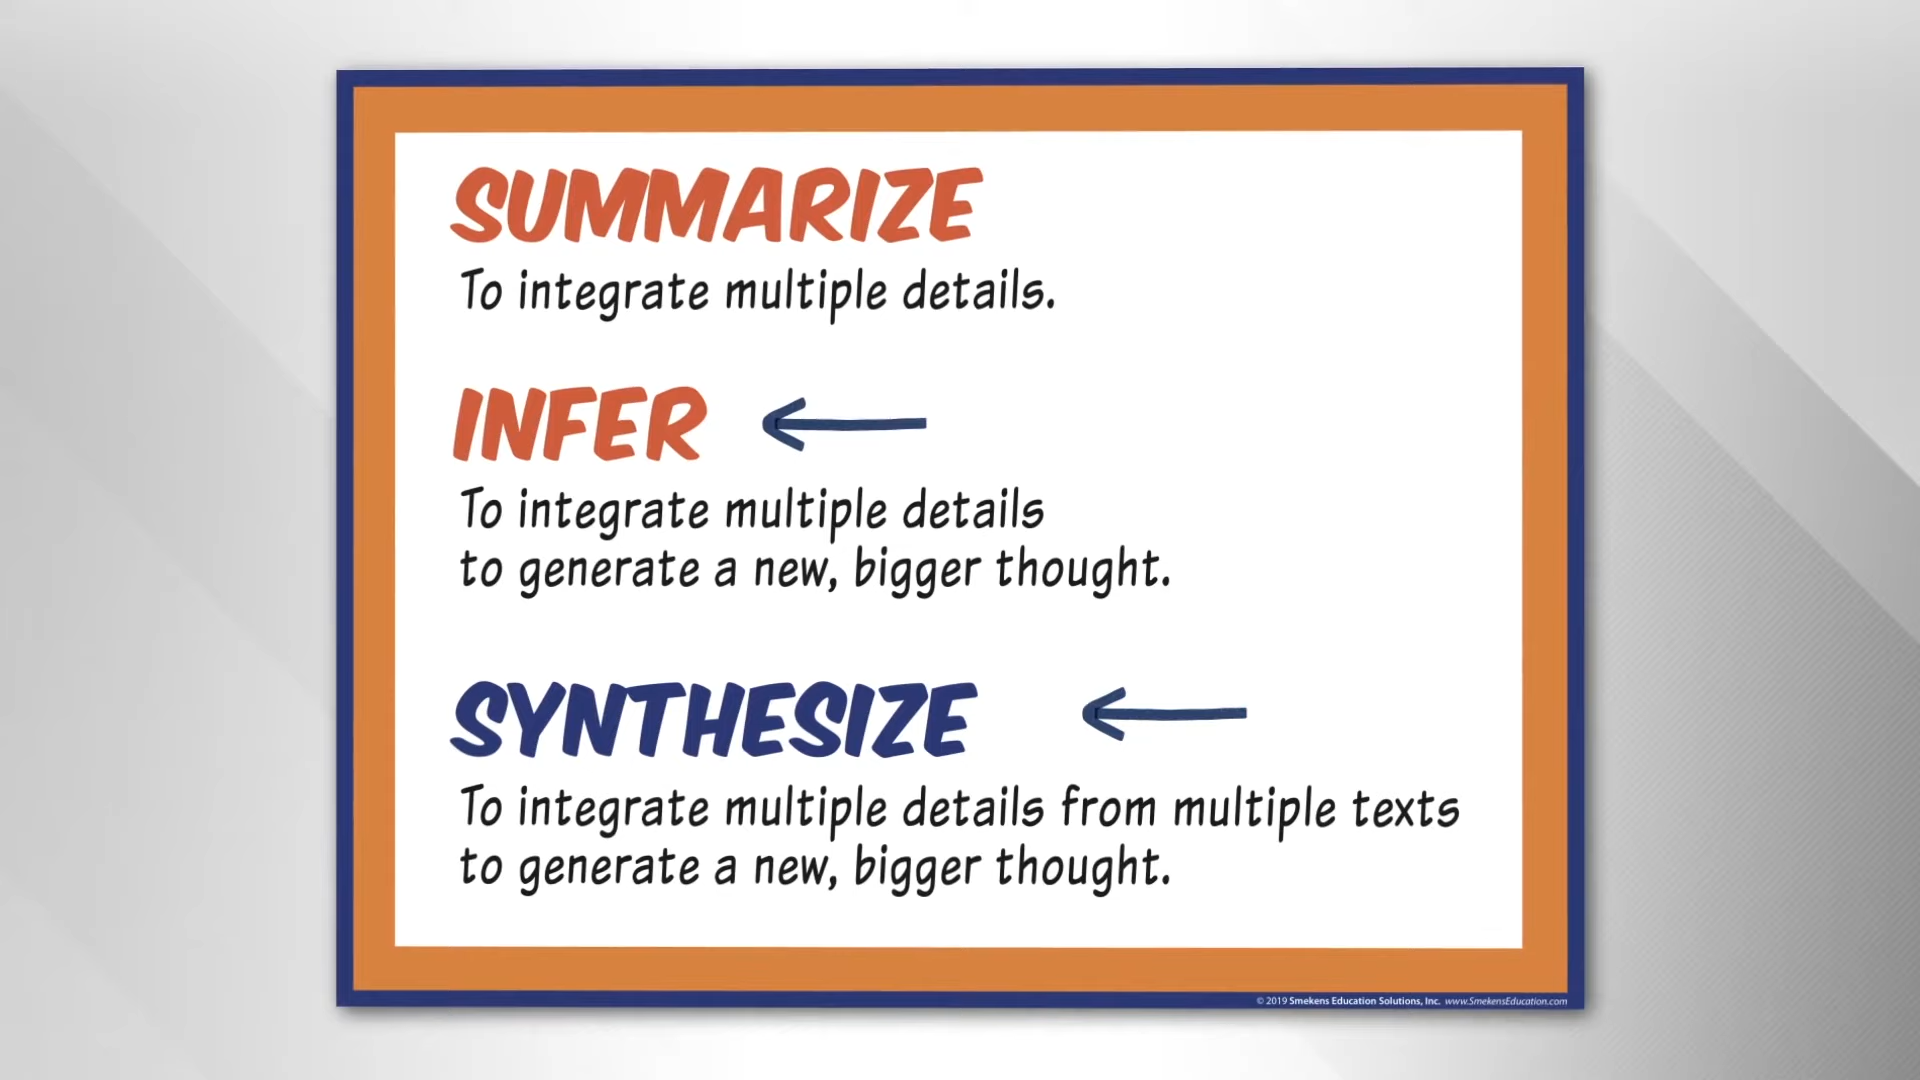 SUMMARIZE
To integrate multiple details.
INFER
To integrate multiple details
to generate a new, bigger thought.
SYNTHESIZE
To integrate multiple details from multiple texts
to generate a new, bigger thought.
© 2019 Smekens Education Solutions, Inc. www.SmekensEducation.com